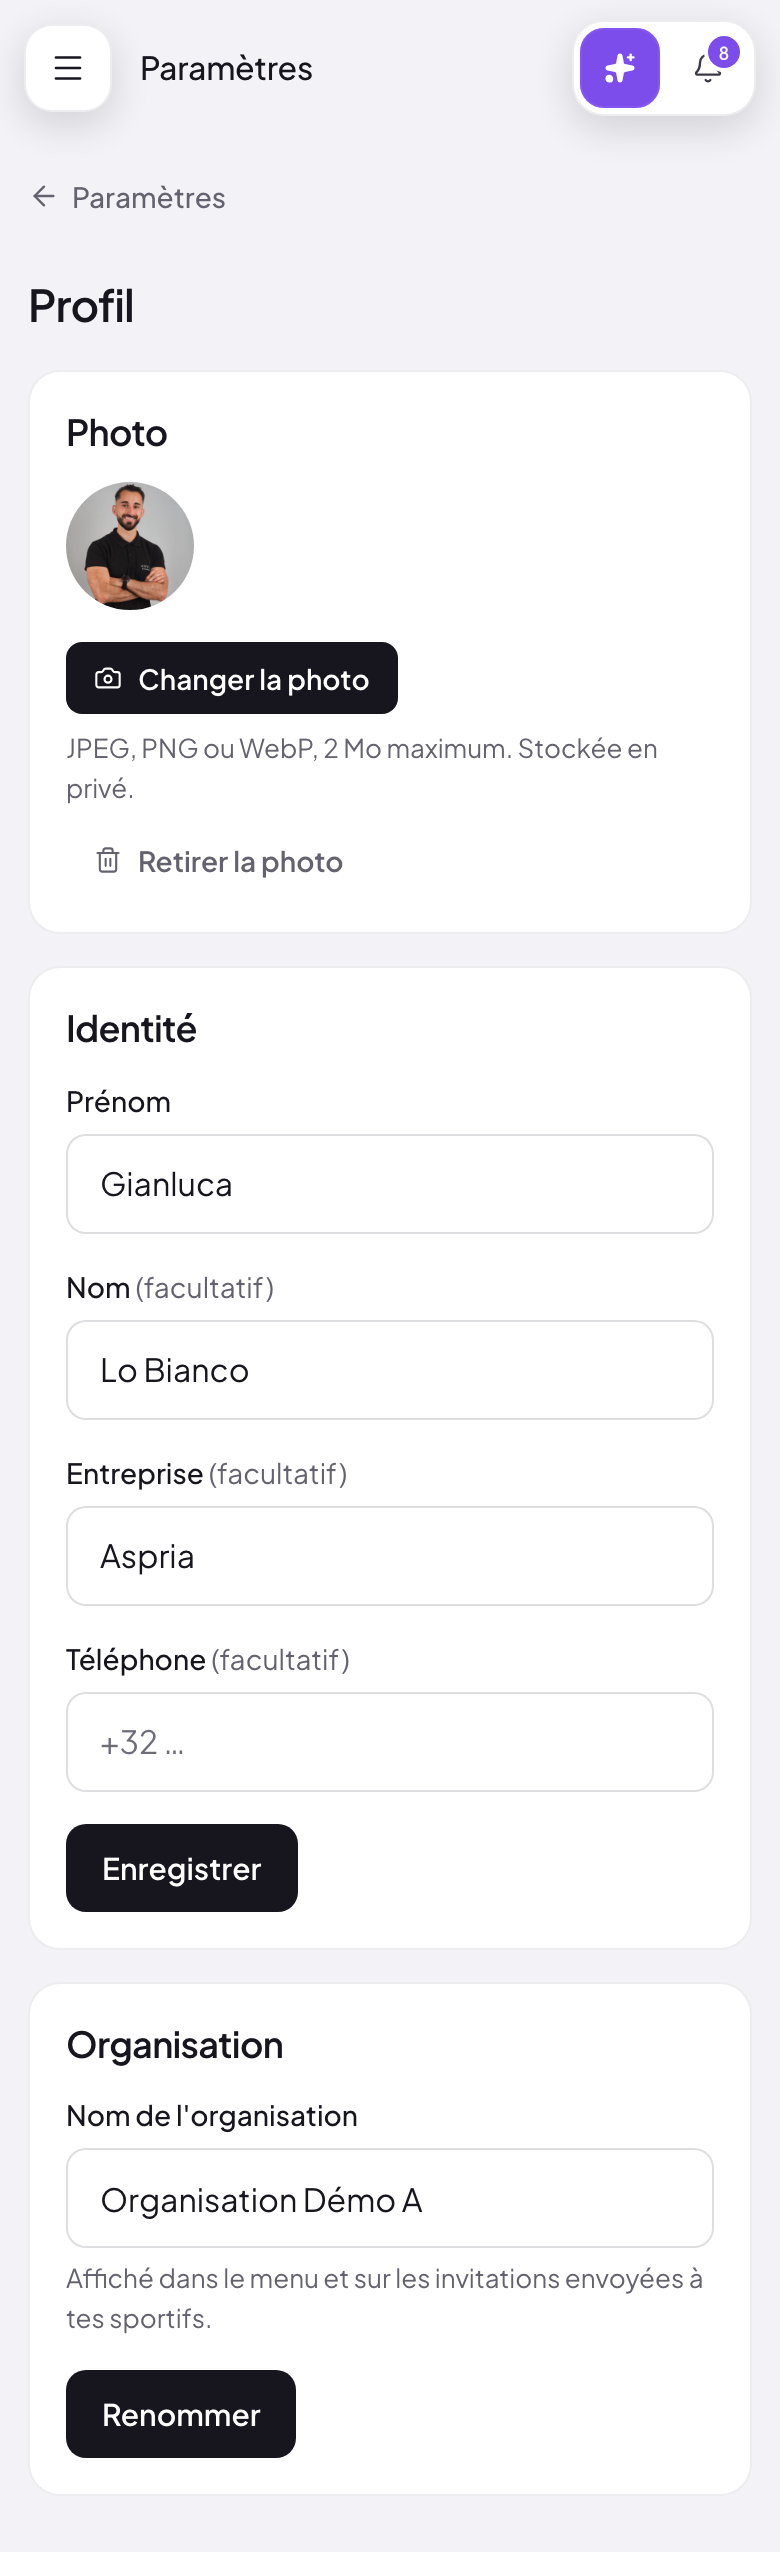 Paramètres
8
Paramètres
Profil
Photo
Changer la photo
JPEG, PNG ou WebP, 2 Mo maximum. Stockée en
privé.
Retirer la photo
Identité
Prénom
Gianluca
Nom (facultatif)
Lo Bianco
Entreprise (facultatif)
Aspria
Téléphone (facultatif)
+32 ...
Enregistrer
Organisation
Nom de l'organisation
Organisation Démo A
Affiché dans le menu et sur les invitations envoyées à
tes sportifs.
Renommer